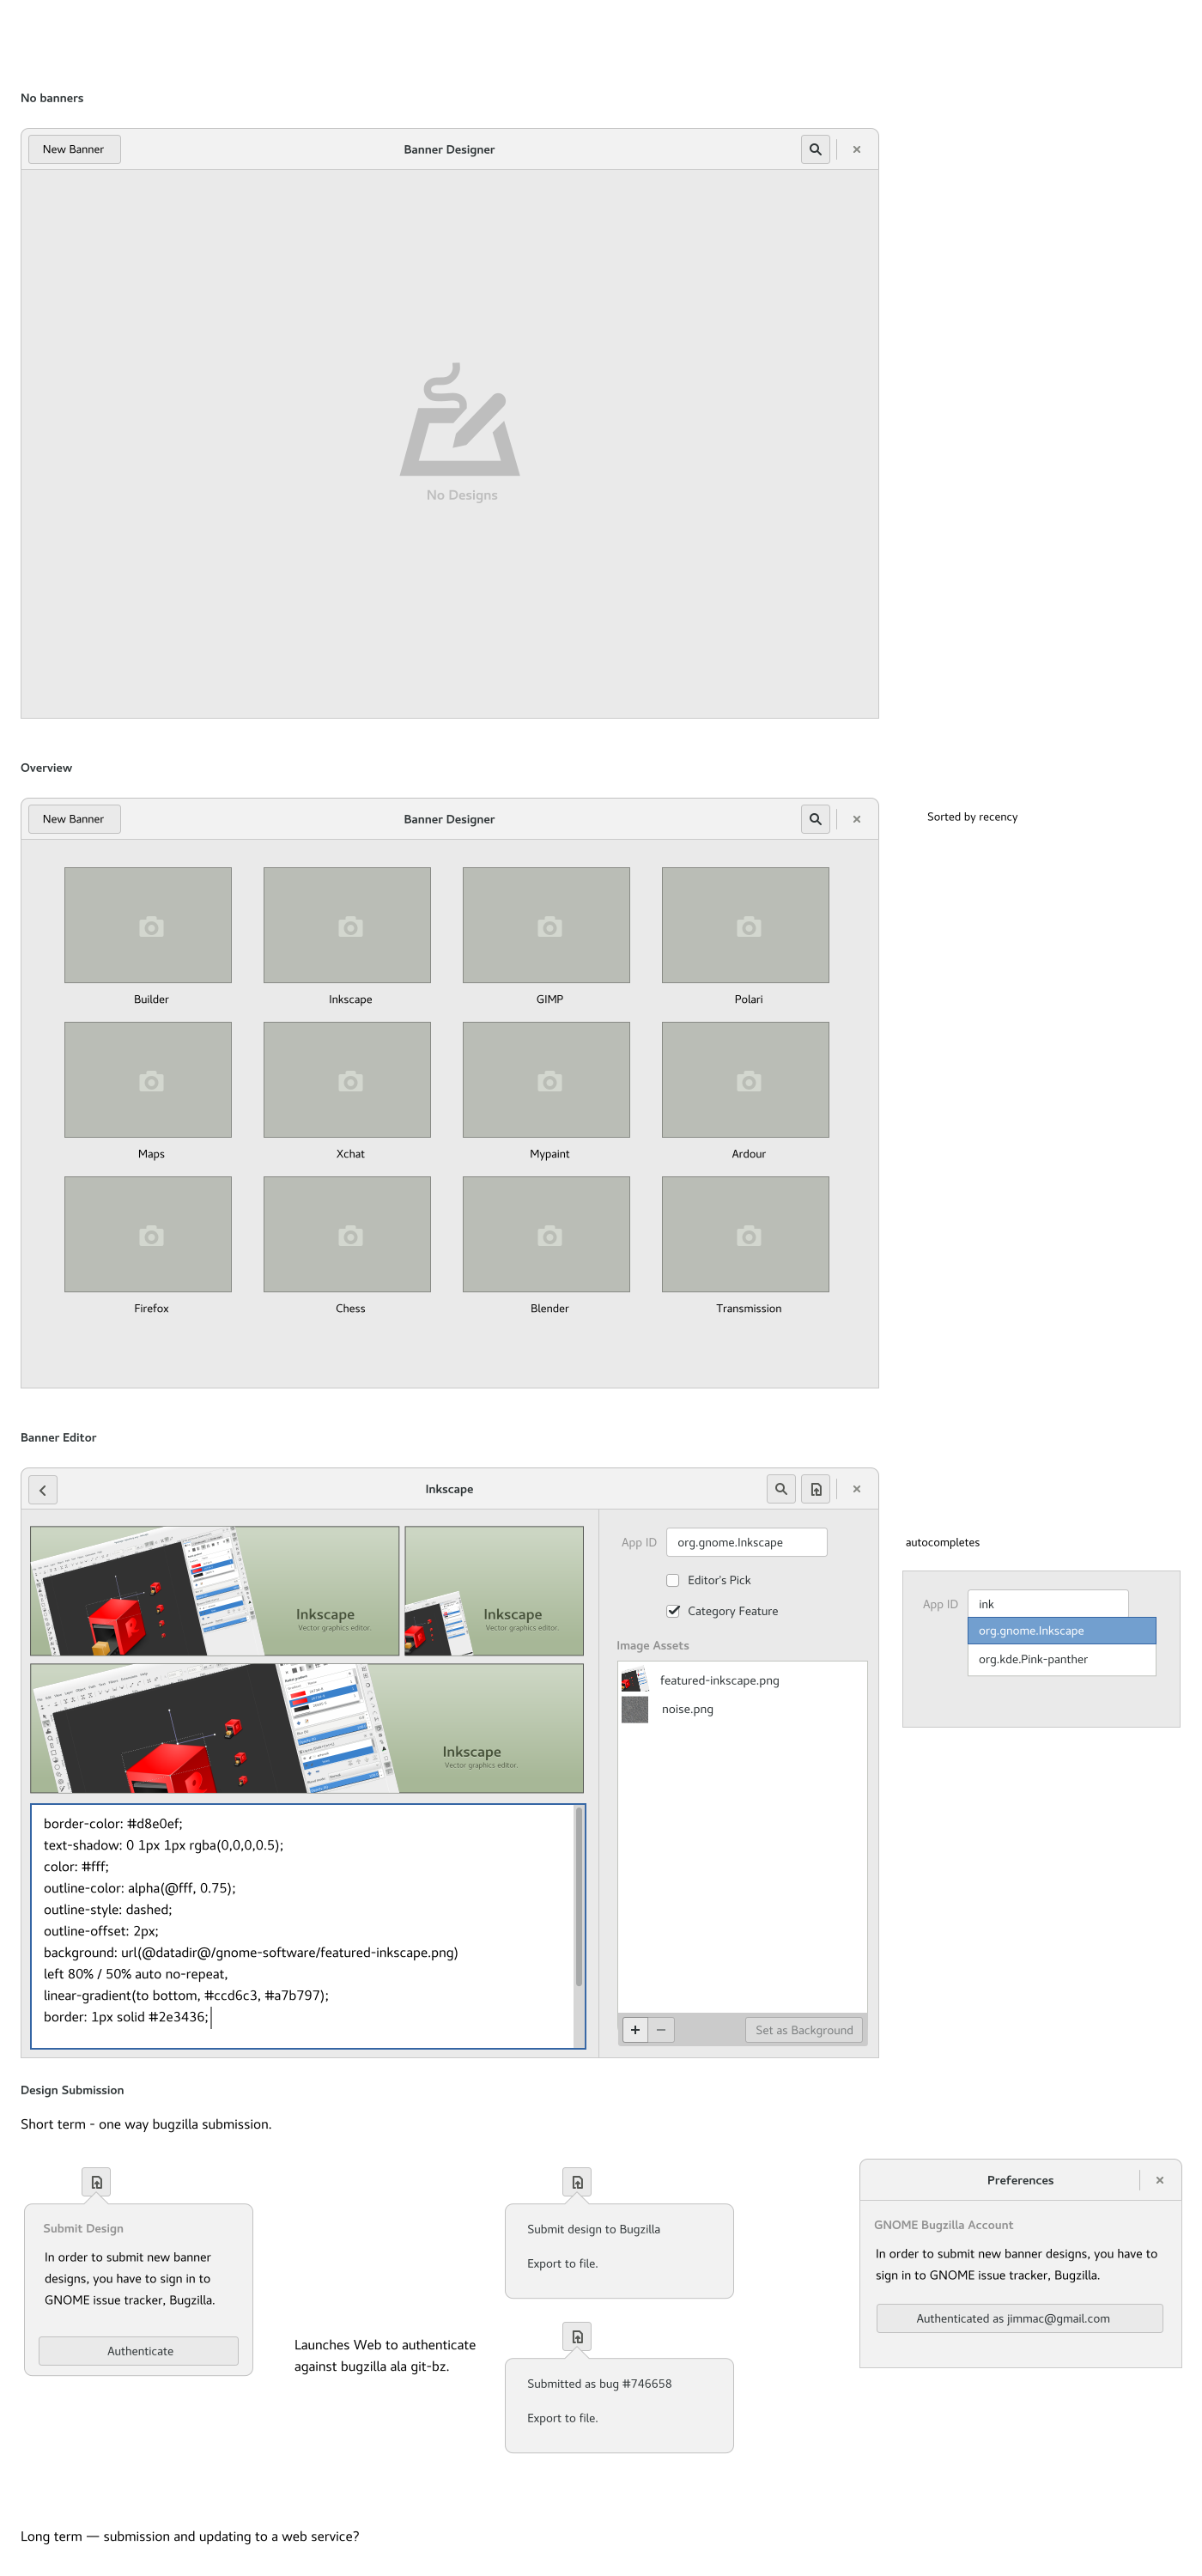 No banners
New Banner
Banner Designer
No Designs
Overview
New Banner
Banner Designer
Sorted by recency
Builder
Inkscape
GIMP
Polari
Maps
Xchat
Mypaint
Ardour
Firefox
Chess
Blender
Transmission
Banner Editor
Inkscape
Inkscape
Vector graphics editor.
Inkscape
Vector graphics editor.
Inkscape
Vector graphics editor.
border-color: #d8e0ef;
text-shadow: 0 1px 1px rgba(0,0,0,0.5);
color: #fff;
outline-color: alpha(@fff, 0.75);
outline-style: dashed;
outline-offset: 2px;
background: url(@datadir@/gnome-software/featured-inkscape.png)
left 80% / 50% auto no-repeat,
linear-gradient(to bottom, #ccd6c3, #a7b797);
border: 1px solid #2e3436;
App ID org.gnome.Inkscape
Editor's Pick
Category Feature
Image Assets
featured-inkscape.png
noise.png
Set as Background
autocompletes
App ID ink
org.gnome.Inkscape
org.kde.Pink-panther
Design Submission
Short term - one way bugzilla submission.
Submit Design
In order to submit new banner
designs, you have to sign in to
GNOME issue tracker, Bugzilla.
Authenticate
Launches Web to authenticate
against bugzilla ala git-bz.
Submit design to Bugzilla
Export to file.
Submitted as bug #746658
Export to file.
Preferences
GNOME Bugzilla Account
In order to submit new banner designs, you have to
sign in to GNOME issue tracker, Bugzilla.
Authenticated as jimmac@gmail.com
Long term — submission and updating to a web service?